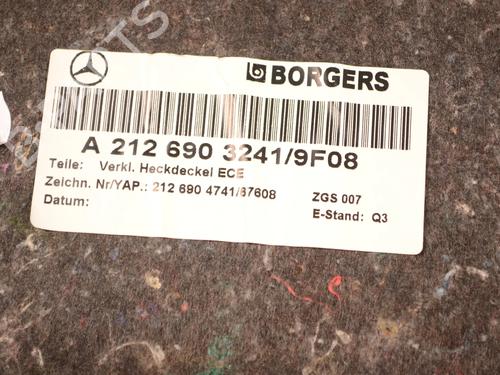 BORGERS
A 212 690 3241/9F08
Teile: Verkl. Heckdeckel ECE
Zeichn. Nr/YAP.: 212 690 4741/67608 ZGS 007
Datum: E-Stand: Q3